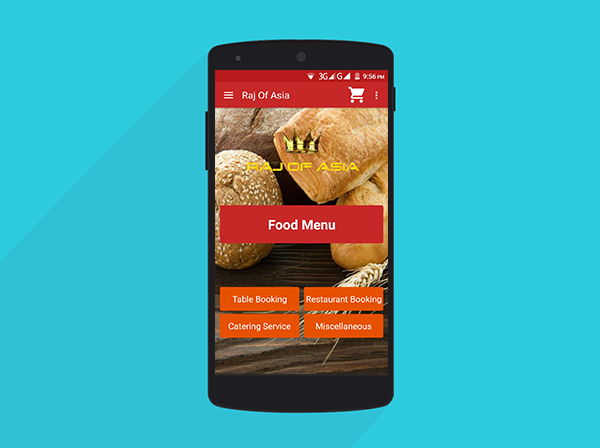 3G G 9:56 PM
Raj Of Asia
RAJ OF ASIA
Food Menu
Table Booking Restaurant Booking
Catering Service Miscellaneous